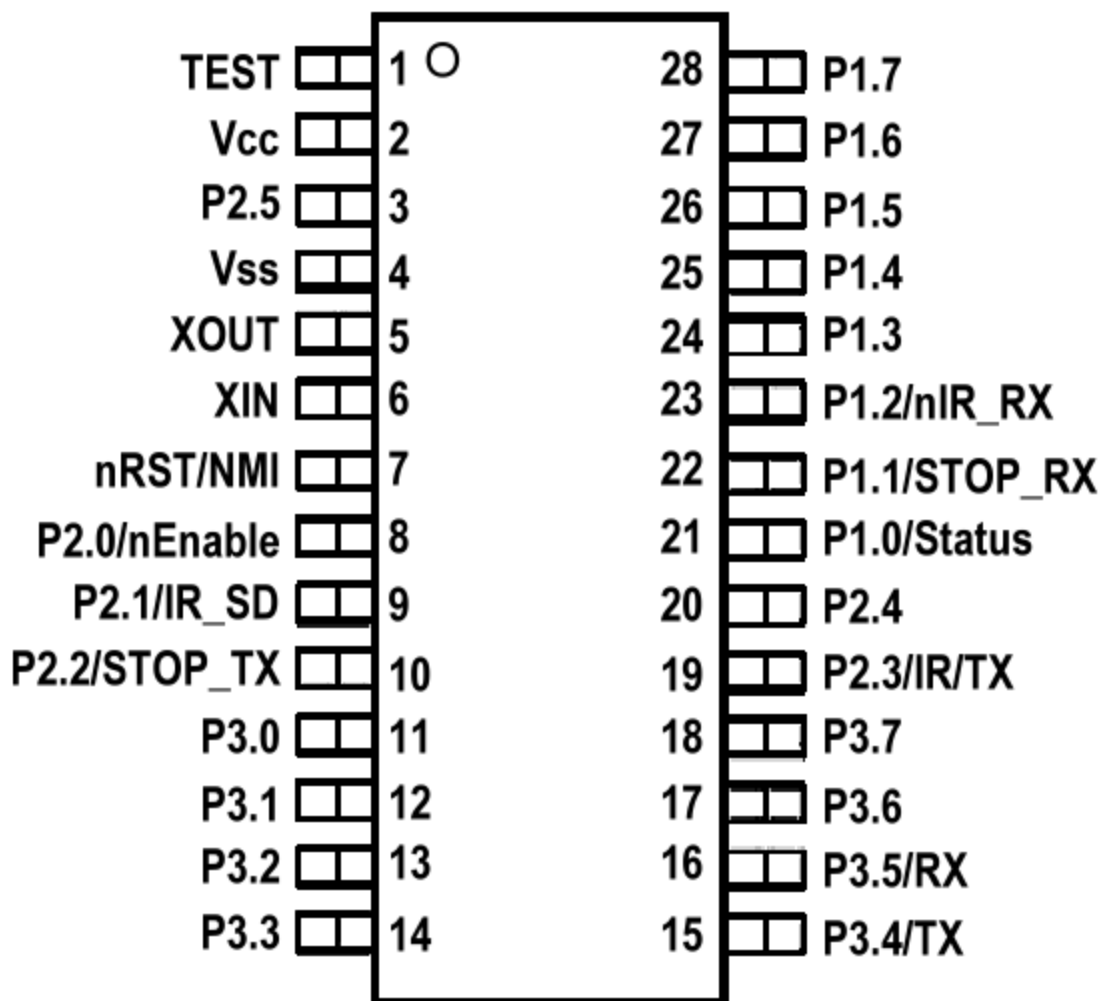 TEST 1 O 28 P1.7
Vcc 2 27 P1.6
P2.5 3 26 P1.5
Vss 4 25 P1.4
XOUT 5 24 P1.3
XIN 6 23 P1.2/nIR_RX
nRST/NMI 7 22 P1.1/STOP_RX
P2.0/nEnable 8 21 P1.0/Status
P2.1/IR_SD 9 20 P2.4
P2.2/STOP_TX 10 19 P2.3/IR/TX
P3.0 11 18 P3.7
P3.1 12 17 P3.6
P3.2 13 16 P3.5/RX
P3.3 14 15 P3.4/TX